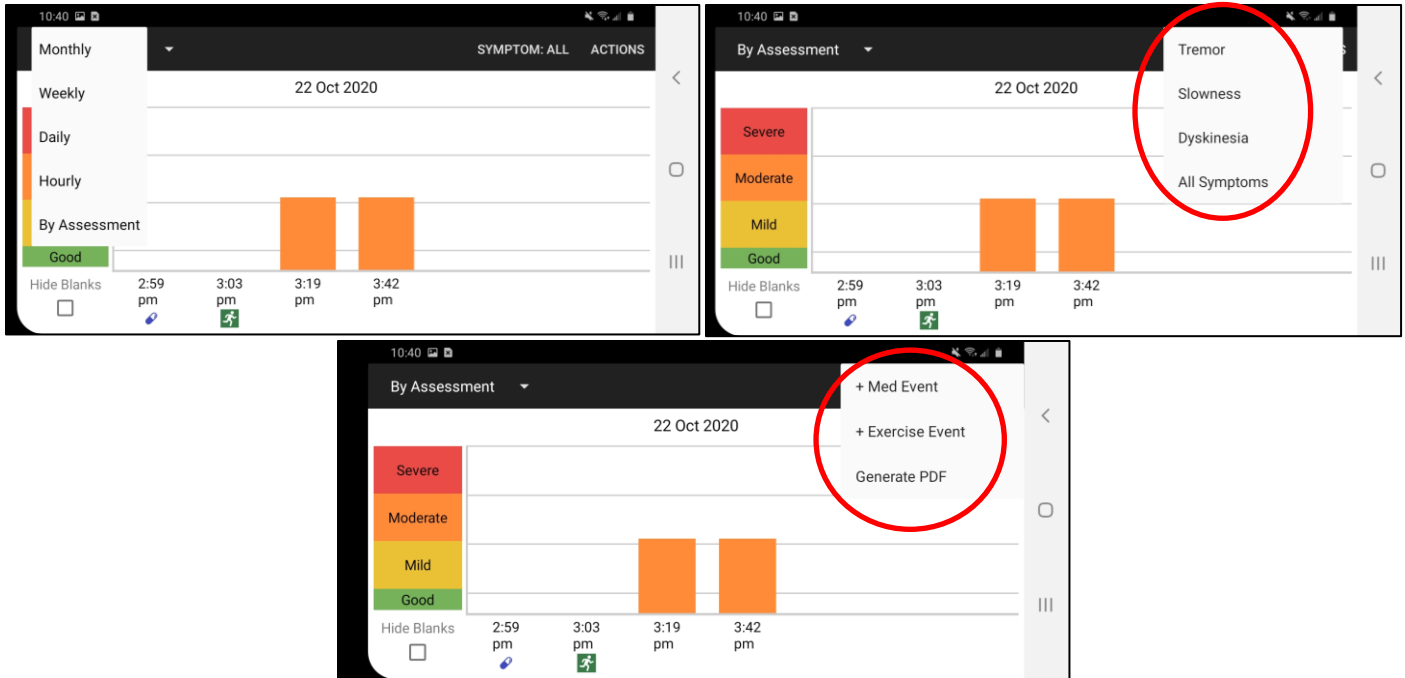 10:40
Monthly
Weekly
Daily
Hourly
By Assessment
SYMPTOM: ALL ACTIONS
22 Oct 2020
Good
Hide Blanks
2:59 pm
3:03 pm
3:19 pm
3:42 pm
10:40
By Assessment
Tremor
Slowness
Dyskinesia
All Symptoms
22 Oct 2020
Severe
Moderate
Mild
Good
Hide Blanks
2:59 pm
3:03 pm
3:19 pm
3:42 pm
10:40
By Assessment
+ Med Event
+ Exercise Event
Generate PDF
22 Oct 2020
Severe
Moderate
Mild
Good
Hide Blanks
2:59 pm
3:03 pm
3:19 pm
3:42 pm